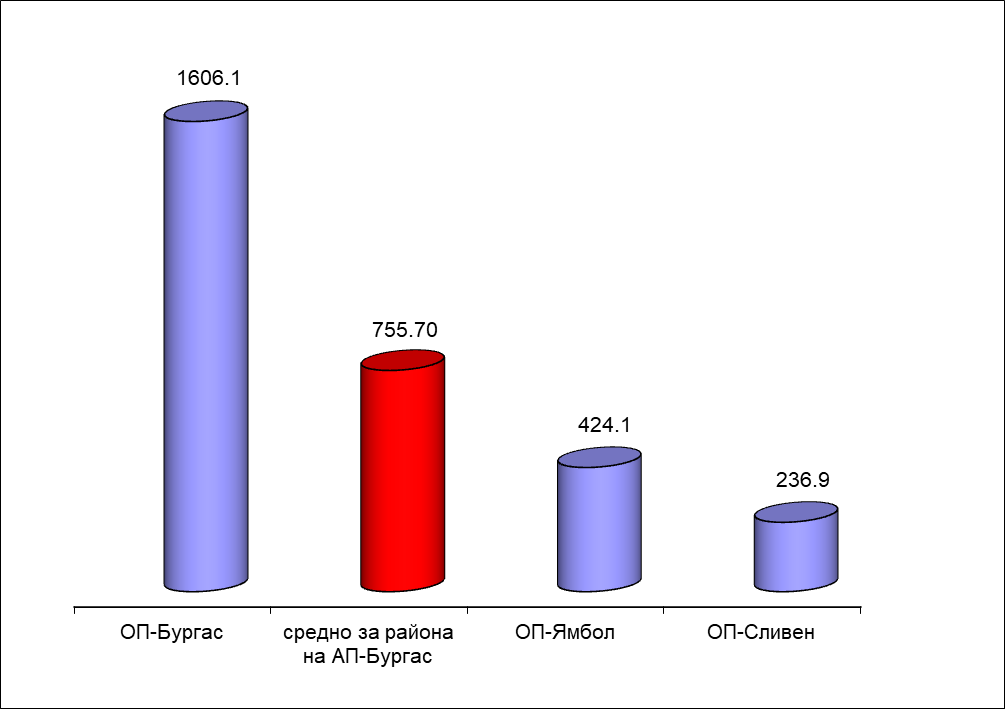 1606.1
755.70
424.1
236.9
ОП-Бургас
средно за района
на АП-Бургас
ОП-Ямбол
ОП-Сливен